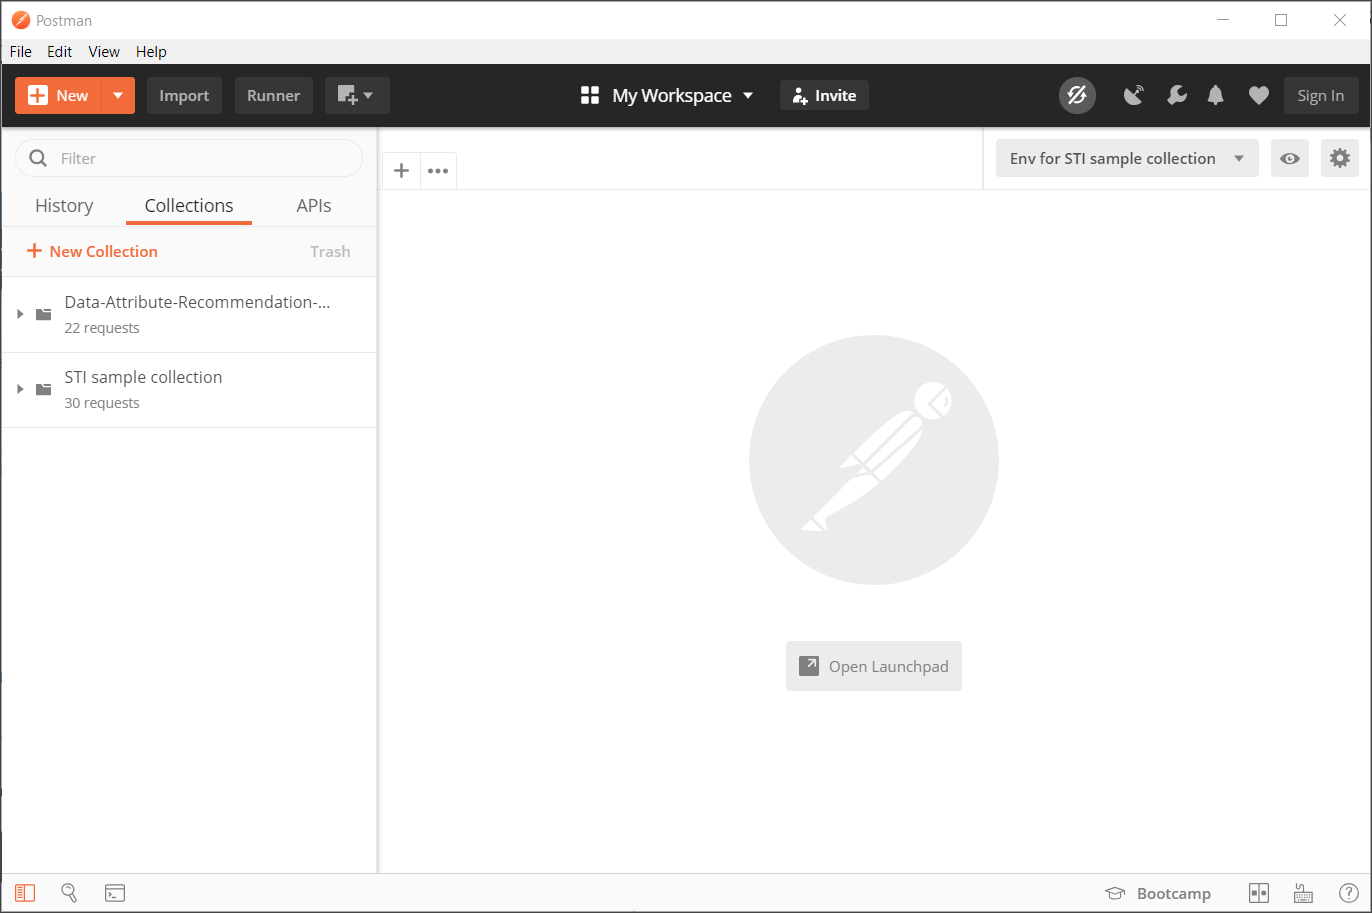 Postman
File Edit View Help
New Import Runner My Workspace Invite Sign In
Filter
Env for STI sample collection
History Collections APIs
New Collection Trash
Data-Attribute-Recommendation-...
22 requests
STI sample collection
30 requests
Open Launchpad
Bootcamp